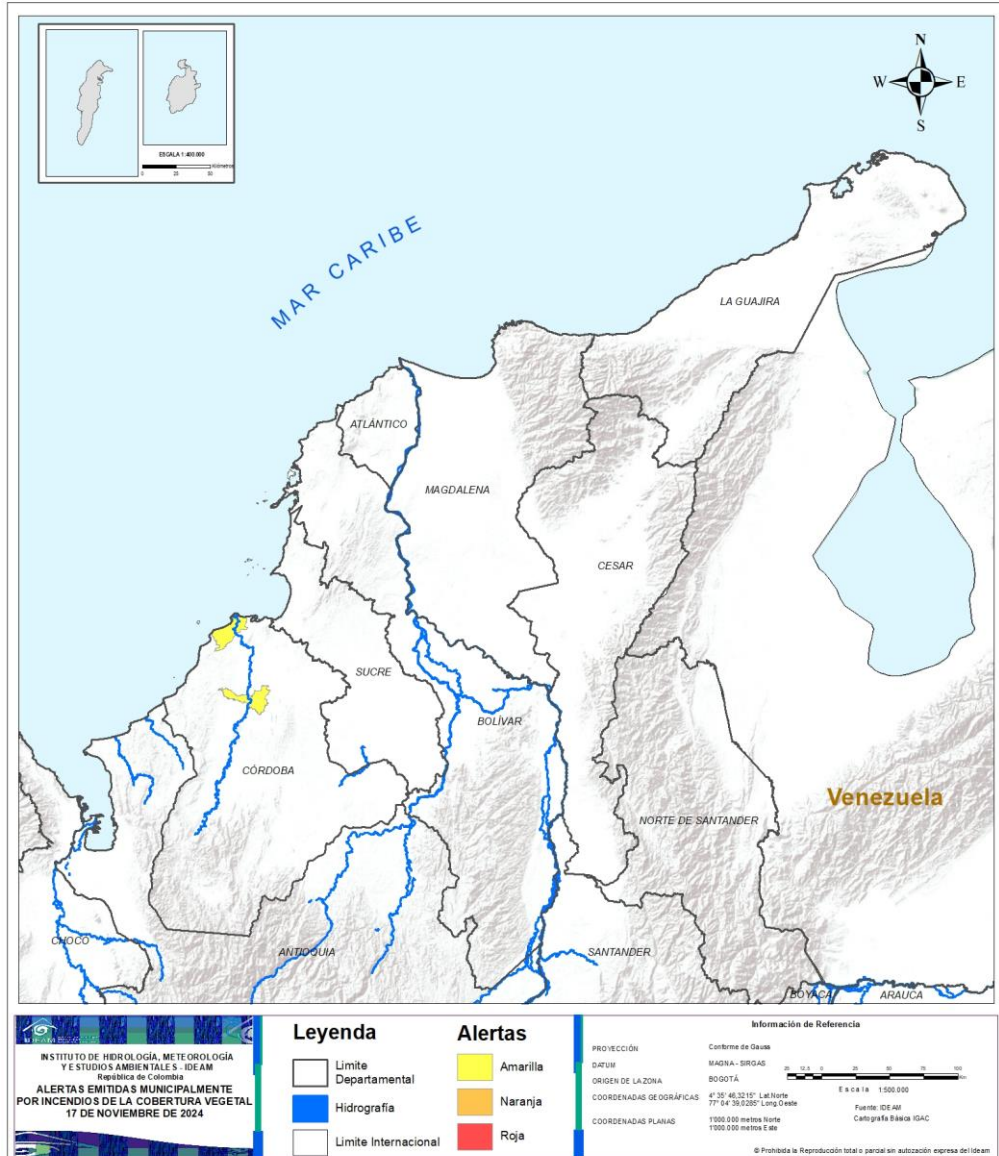 N
W
E
S
ESCALA 1:400.000
MAR CARIBE
LA GUAJIRA
ATLÁNTICO
MAGDALENA
CESAR
SUCRE
BOLÍVAR
CÓRDOBA
Venezuela
NORTE DE SANTANDER
CHOCO
ANTIOQUIA
SANTANDER
BOYACA
ARAUCA
IDEAM
INSTITUTO DE HIDROLOGÍA, METEOROLOGÍA
Y ESTUDIOS AMBIENTALES - IDEAM
República de Colombia
ALERTAS EMITIDAS MUNICIPALMENTE
POR INCENDIOS DE LA COBERTURA VEGETAL
17 DE NOVIEMBRE DE 2024
Leyenda
Limite
Departamental
Hidrografía
Limite Internacional
Alertas
Amarilla
Naranja
Roja
Información de Referencia
PROYECCIÓN Conforme de Gauss
DATUM MAGNA - SIRGAS
ORIGEN DE LA ZONA BOGOTÁ
COORDENADAS GEOGRÁFICAS 4° 35' 46,3215" Lat.Norte
77° 04' 39,0285" Long.Oeste
COORDENADAS PLANAS 1'000.000 metros Norte
1'000.000 metros Este
Escala 1:500.000
Fuente: IDEAM
Cartografía Básica IGAC
© Prohibida la Reproducción total o parcial sin autozación expresa del Ideam